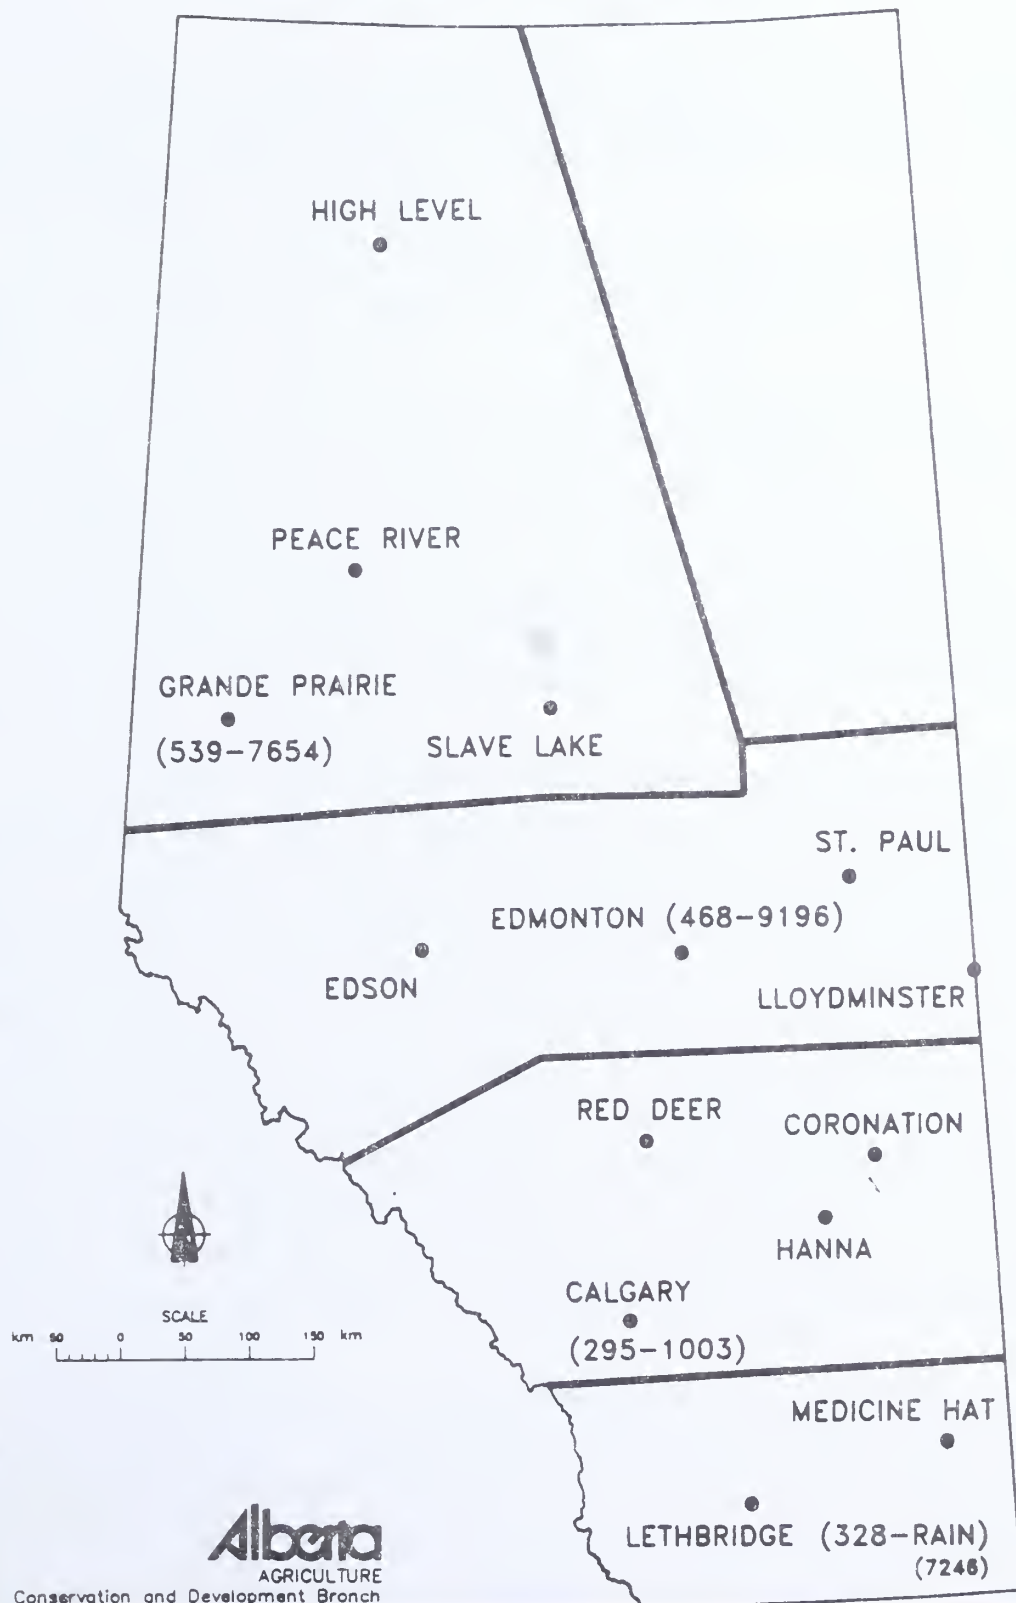 HIGH LEVEL
PEACE RIVER
GRANDE PRAIRIE
(539-7654)
SLAVE LAKE
ST. PAUL
EDMONTON (468-9196)
EDSON
LLOYDMINSTER
RED DEER
CORONATION
HANNA
CALGARY
(295-1003)
SCALE
km 50 0 50 100 150 km
MEDICINE HAT
LETHBRIDGE (328-RAIN)
(7246)
Alberta
AGRICULTURE
Conservation and Development Branch